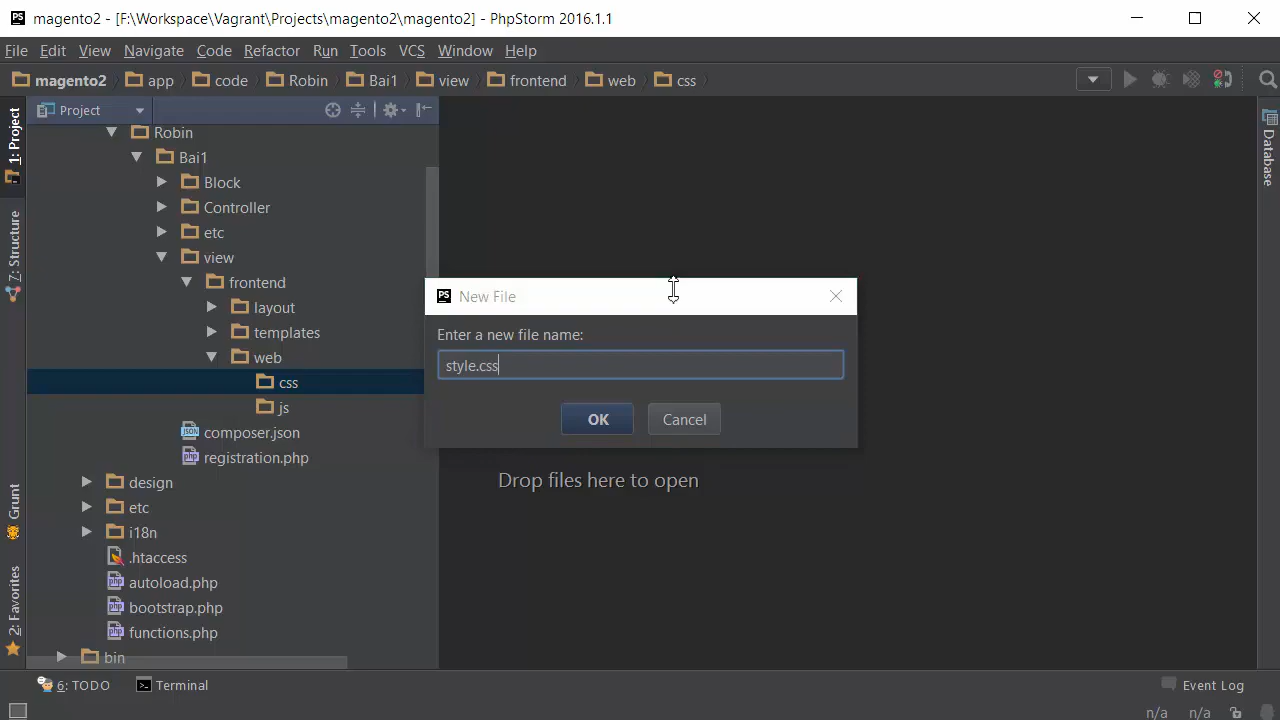 magento2 - [F:\Workspace\Vagrant\Projects\magento2\magento2] - PhpStorm 2016.1.1
File Edit View Navigate Code Refactor Run Tools VCS Window Help
magento2 app code Robin Bai1 view frontend web css
Project
1: Project
7: Structure
Grunt
2: Favorites
Database
Robin
Bai1
Block
Controller
etc
view
frontend
layout
templates
web
css
js
composer.json
registration.php
design
etc
i18n
.htaccess
autoload.php
bootstrap.php
functions.php
bin
New File
Enter a new file name:
style.css
OK Cancel
Drop files here to open
6: TODO Terminal Event Log
n/a n/a